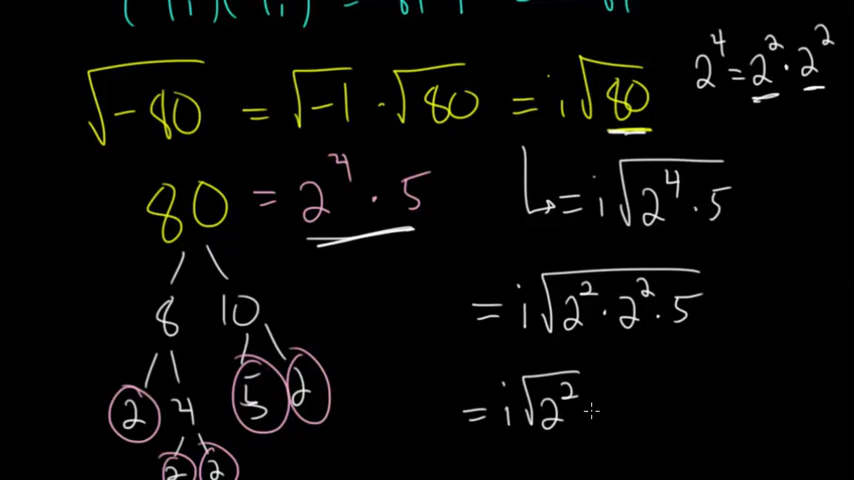 √-80 = √-1 · √80 = i√80
2⁴ = 2² · 2²
80 = 2⁴ · 5
↳ = i√2⁴ · 5
8 10
= i√2² · 2² · 5
2 4 5 2
= i√2²
2 2